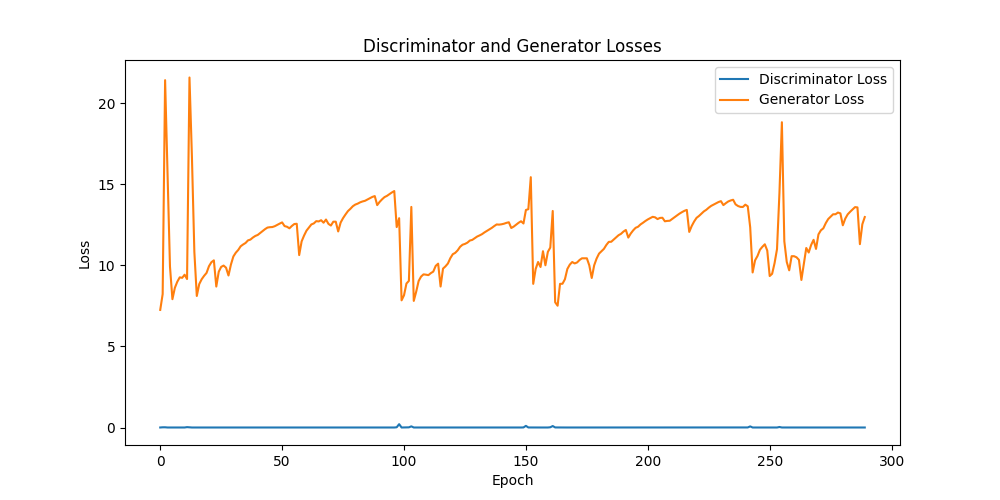 Discriminator and Generator Losses
Discriminator Loss
Generator Loss
Loss
20
15
10
5
0
0 50 100 150 200 250 300
Epoch